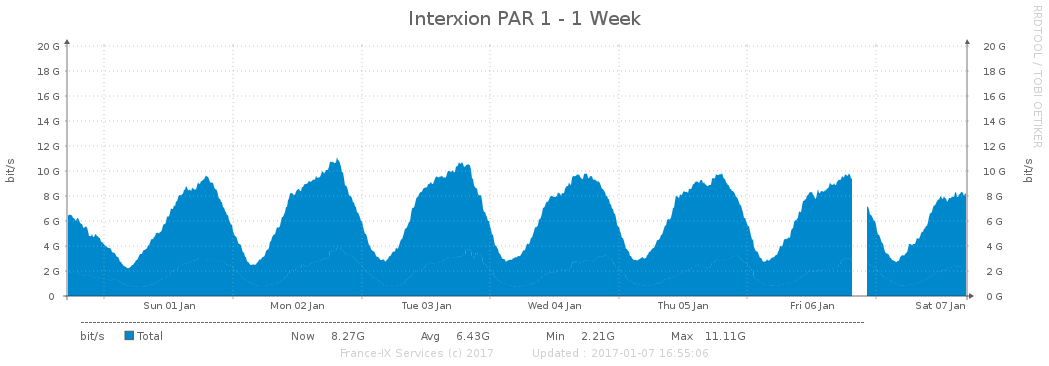 Interxion PAR 1 - 1 Week
RRDTOOL / TOBI OETIKER
bit/s
20 G
18 G
16 G
14 G
12 G
10 G
8 G
6 G
4 G
2 G
0
20 G
18 G
16 G
14 G
12 G
10 G
8 G
6 G
4 G
2 G
0 G
bit/s
Sun 01 Jan Mon 02 Jan Tue 03 Jan Wed 04 Jan Thu 05 Jan Fri 06 Jan Sat 07 Jan
bit/s Total Now 8.27G Avg 6.43G Min 2.21G Max 11.11G
France-IX Services (c) 2017 Updated : 2017-01-07 16:55:06